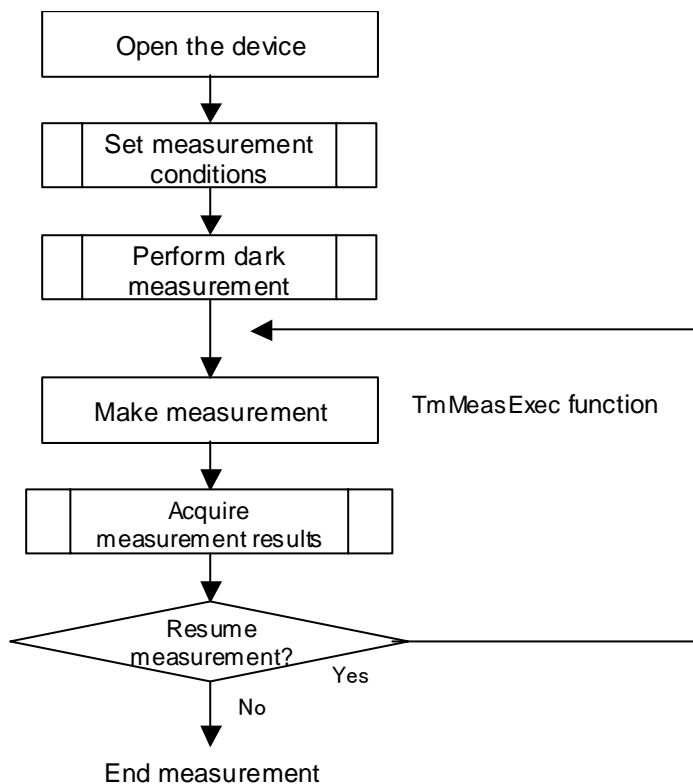 Open the device
Set measurement
conditions
Perform dark
measurement
Make measurement
TmMeasExec function
Acquire
measurement results
Resume
measurement?
Yes
No
End measurement